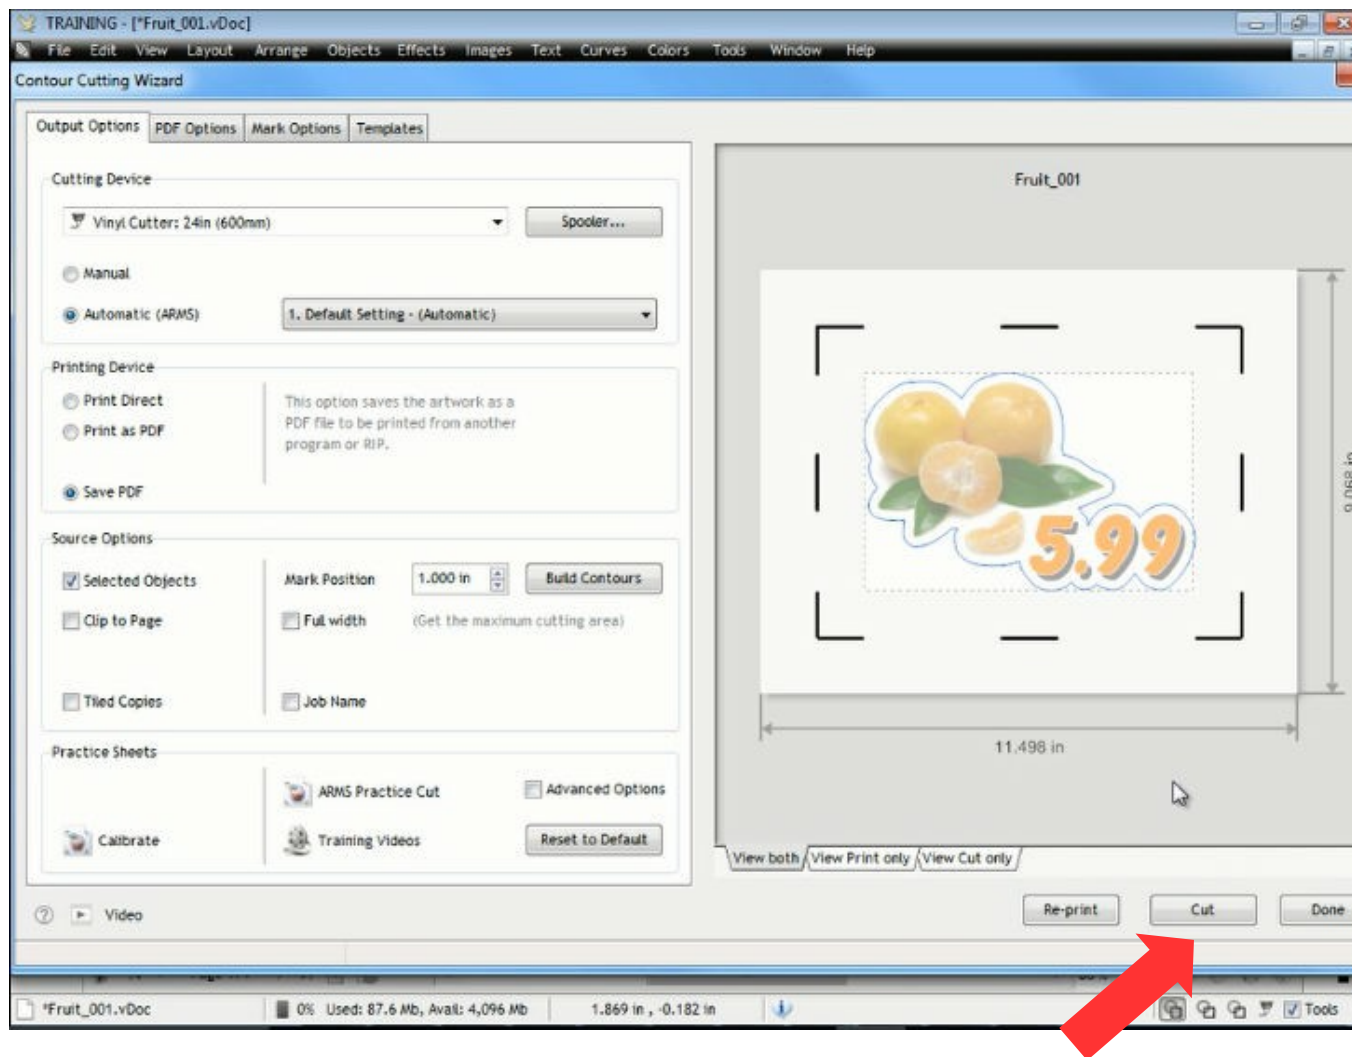 TRAINING - [*Fruit_001.vDoc]
File Edit View Layout Arrange Objects Effects Images Text Curves Colors Tools Window Help
Contour Cutting Wizard
Output Options PDF Options Mark Options Templates
Cutting Device
Vinyl Cutter: 24in (600mm) Spooler...
Manual
Automatic (ARMS) 1. Default Setting - (Automatic)
Printing Device
Print Direct
Print as PDF
This option saves the artwork as a
PDF file to be printed from another
program or RIP.
Save PDF
Source Options
Selected Objects Mark Position 1.000 in Build Contours
Clip to Page Full width (Get the maximum cutting area)
Tiled Copies Job Name
Practice Sheets
ARMS Practice Cut Advanced Options
Calibrate Training Videos Reset to Default
Fruit_001
5.99
9.068 in
11.498 in
View both View Print only View Cut only
Video
Re-print Cut Done
*Fruit_001.vDoc 0% Used: 87.6 Mb, Avail: 4,096 Mb 1.869 in , -0.182 in Tools